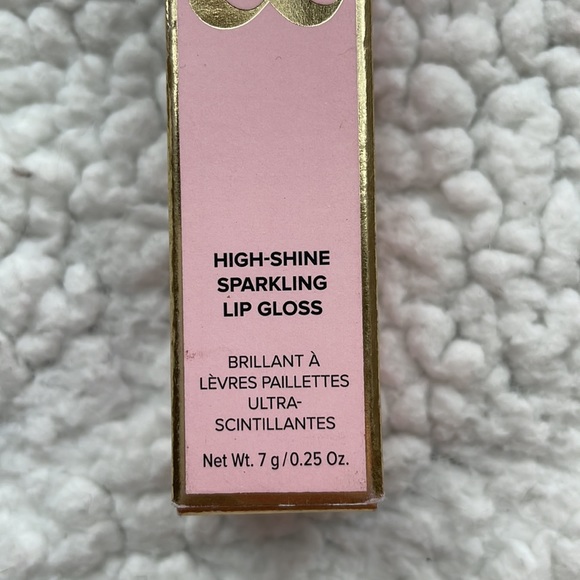 HIGH-SHINE
SPARKLING
LIP GLOSS
BRILLANT À
LÈVRES PAILLETTES
ULTRA-
SCINTILLANTES
Net Wt. 7 g/0.25 Oz.